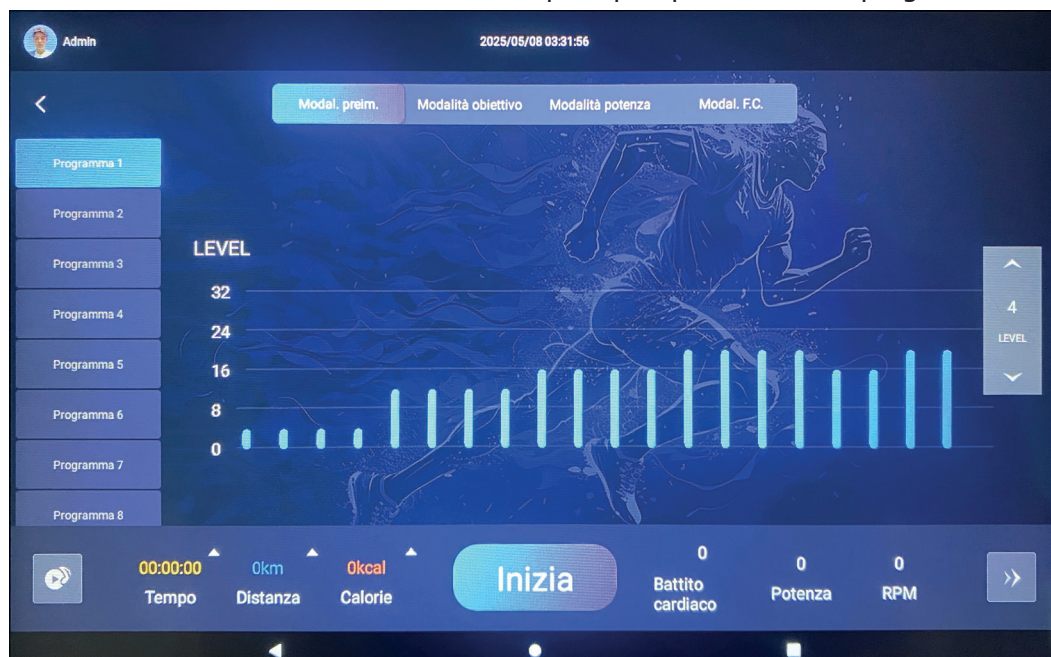 Admin
2025/05/08 03:31:56
Modal. preim.
Modalità obiettivo
Modalità potenza
Modal. F.C.
Programma 1
Programma 2
Programma 3
Programma 4
Programma 5
Programma 6
Programma 7
Programma 8
LEVEL
32
24
16
8
0
4
LEVEL
00:00:00
Tempo
0km
Distanza
0kcal
Calorie
Inizia
0
Battito
cardiaco
0
Potenza
0
RPM